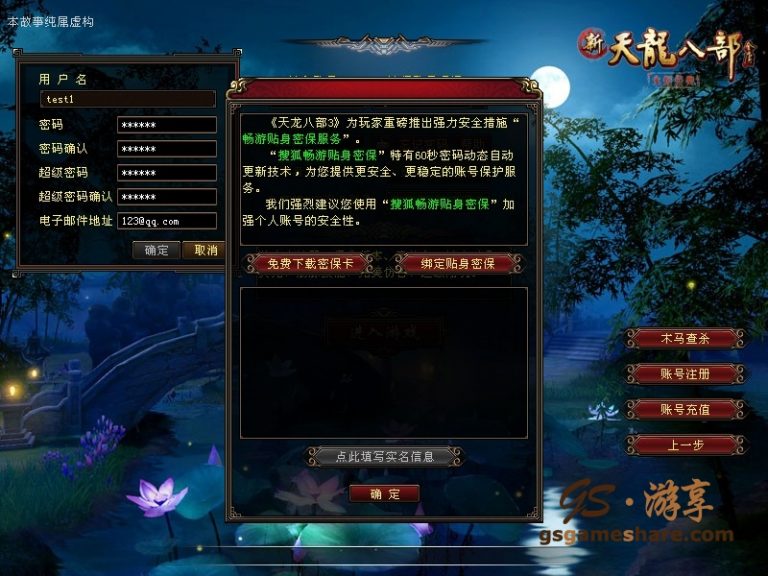 本故事纯属虚构
新天龍八部
用 户 名
test1
密码
******
密码确认
******
超级密码
******
超级密码确认
******
电子邮件地址
123@qq.com
确定
取消
《天龙八部3》为玩家重磅推出强力安全措施“
畅游贴身密保服务”。
“搜狐畅游贴身密保”特有60秒密码动态自动
更新技术，为您提供更安全、更稳定的账号保护服
务。
我们强烈建议您使用“搜狐畅游贴身密保”加
强个人账号的安全性。
免费下载密保卡
绑定贴身密保
进入游戏
点此填写实名信息
确 定
木马查杀
账号注册
账号充值
上一步
GS·游享
gsgameshare.com